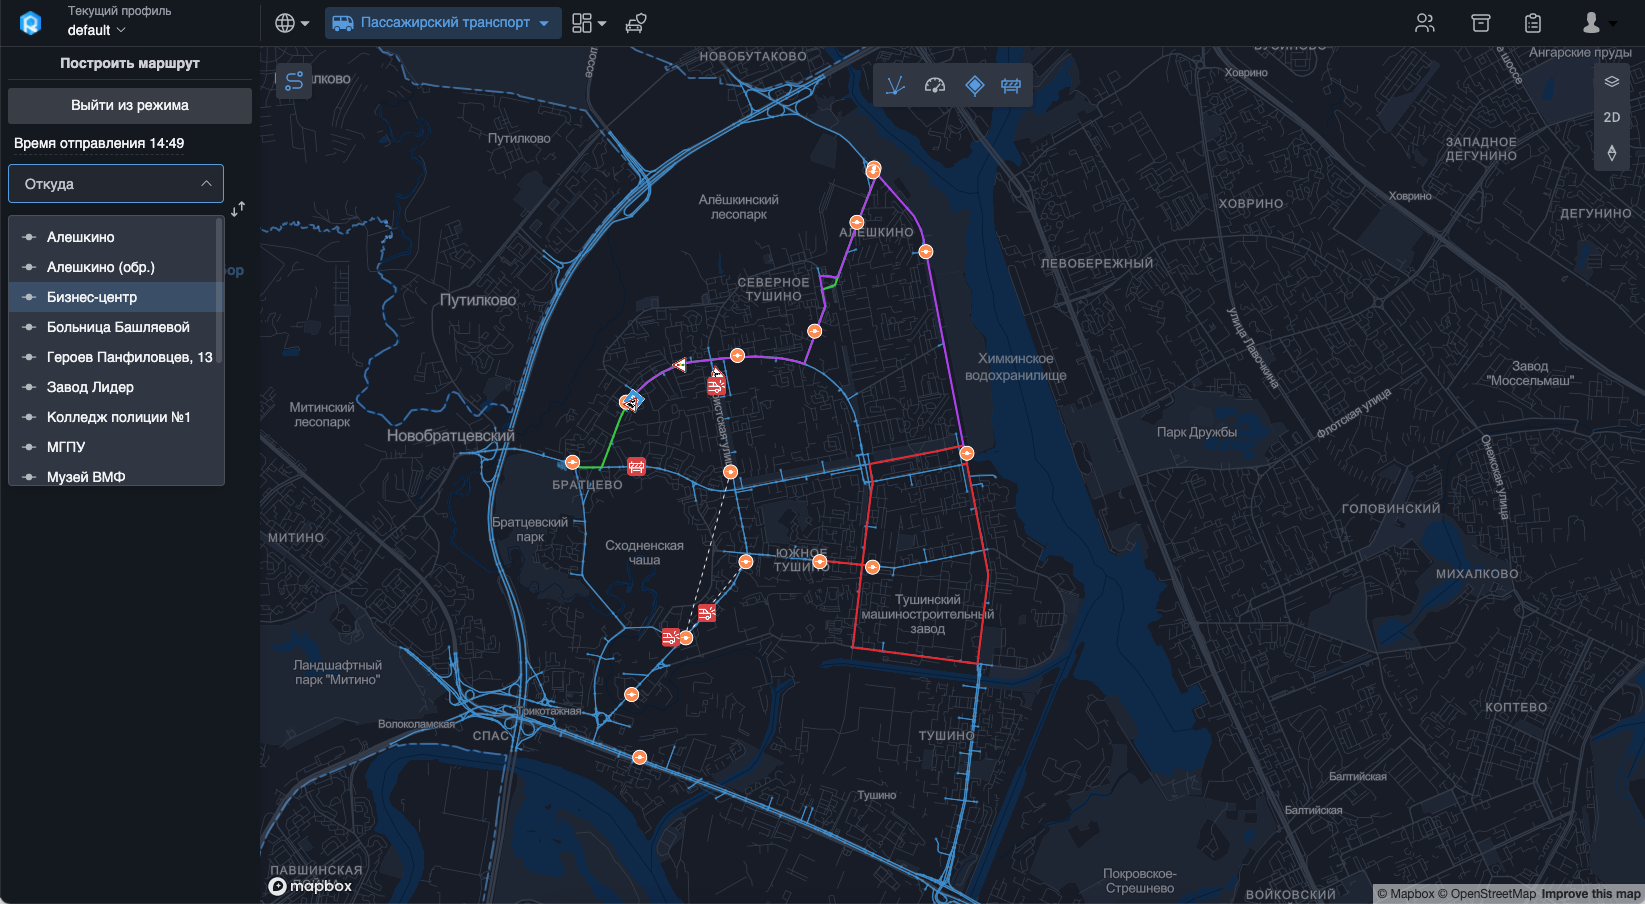 Текущий профиль
default
Пассажирский транспорт
Построить маршрут
Выйти из режима
Время отправления 14:49
Откуда
Алешкино
Алешкино (обр.)
Бизнес-центр
Больница Башляевой
Героев Панфиловцев, 13
Завод Лидер
Колледж полиции №1
МГПУ
Музей ВМФ
2D
НОВОБУТАКОВО
Ангарские пруды
шоссе
Ховрино
Путилково
ЗАПАДНОЕ
ДЕГУНИНО
Алёшкинский
лесопарк
Ховрино
ХОВРИНО
ДЕГУНИНО
АЛЕШКИНО
ЛЕВОБЕРЕЖНЫЙ
СЕВЕРНОЕ
ТУШИНО
Путилково
улица Лавочкина
Химкинское
водохранилище
Завод
"Моссельмаш"
Митинский
лесопарк
Флотская улица
Парк Дружбы
Новобратцевский
Онежская улица
БРАТЦЕВО
ГОЛОВИНСКИЙ
Братцевский
парк
МИТИНО
Сходненская
чаша
ЮЖНОЕ
ТУШИНО
МИХАЛКОВО
Тушинский
машиностроительный
завод
Ландшафтный
парк "Митино"
Трикотажная
Волоколамская
СПАС
КОПТЕВО
ТУШИНО
Балтийская
Тушино
Балтийская
ПАВШИНСКАЯ
Покровское-
Стрешнево
ВОЙКОВСКИЙ
mapbox
© Mapbox © OpenStreetMap Improve this map